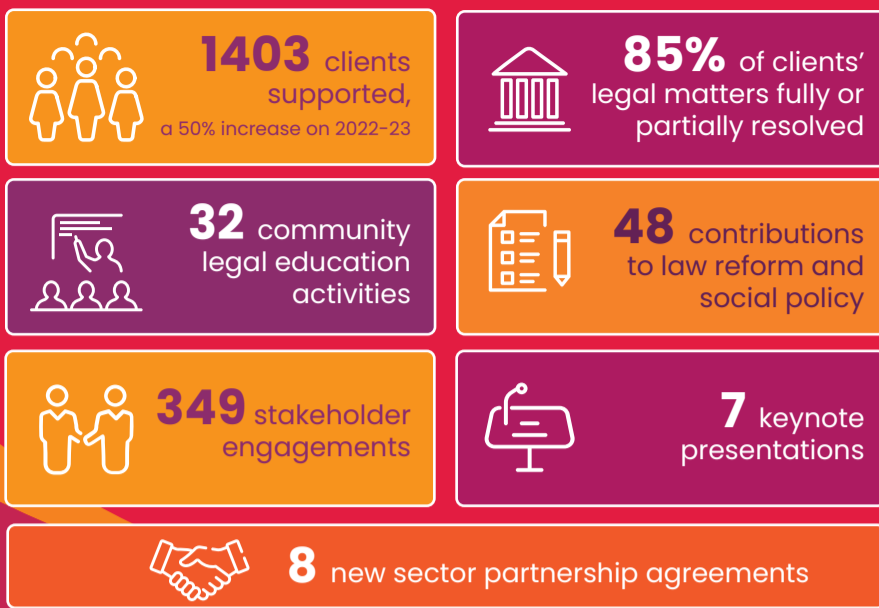 1403 clients
supported,
a 50% increase on 2022-23
85% of clients’
legal matters fully or
partially resolved
32 community
legal education
activities
48 contributions
to law reform and
social policy
349 stakeholder
engagements
7 keynote
presentations
8 new sector partnership agreements